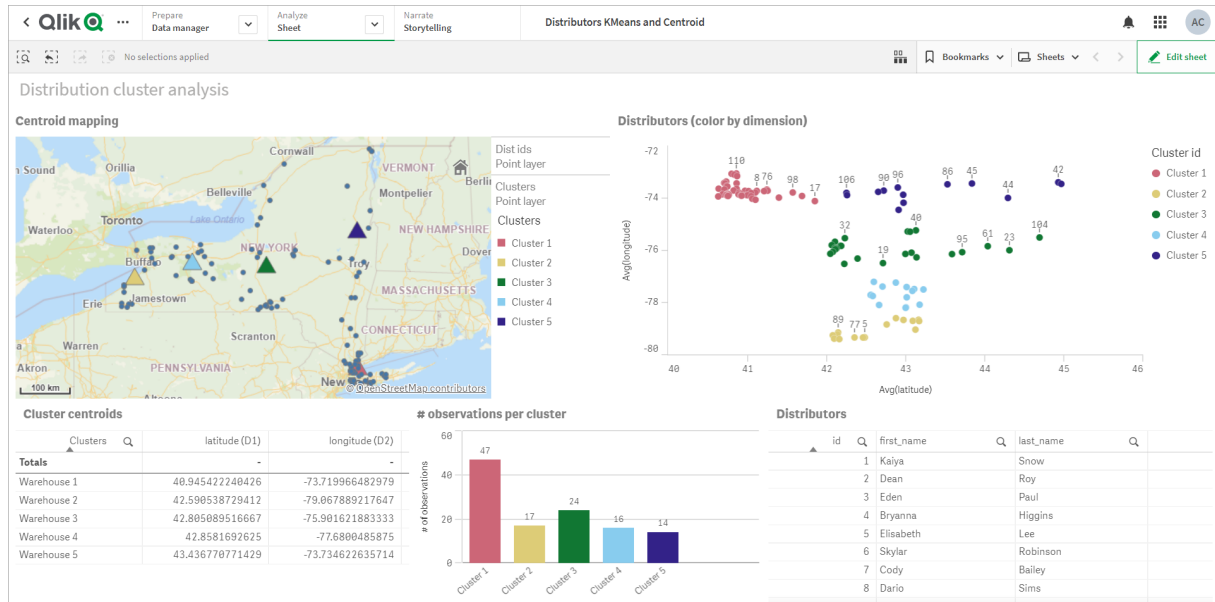 Qlik
Prepare
Data manager
Analyze
Sheet
Narrate
Storytelling
Distributors KMeans and Centroid
AC
No selections applied
Bookmarks
Sheets
Edit sheet
Distribution cluster analysis
Centroid mapping
n Sound
Orillia
Cornwall
VERMONT
Berlin
Belleville
Montpelier
Toronto
Lake Ontario
Waterloo
NEW HAMPSHIRE
NEW YORK
Dover
Buffalo
Troy
MASSACHUSETTS
Erie
Jamestown
CONNECTICUT
Scranton
Warren
Akron
PENNSYLVANIA
New
100 km
© OpenStreetMap contributors
Dist ids
Point layer
Clusters
Point layer
Clusters
Cluster 1
Cluster 2
Cluster 3
Cluster 4
Cluster 5
Distributors (color by dimension)
Avg(longitude)
-72
-74
-76
-78
-80
110
8 76
98
17
106
90 96
86
45
44
42
32
19
40
95
61
23
104
89
77 5
40
41
42
43
44
45
46
Avg(latitude)
Cluster id
Cluster 1
Cluster 2
Cluster 3
Cluster 4
Cluster 5
Cluster centroids
Clusters latitude (D1) longitude (D2)
Totals - -
Warehouse 1 40.945422240426 -73.719966482979
Warehouse 2 42.590538729412 -79.067889217647
Warehouse 3 42.805089516667 -75.901621883333
Warehouse 4 42.8581692625 -77.6800485875
Warehouse 5 43.436770771429 -73.734622635714
# observations per cluster
# of observations
60
40
20
0
47
17
24
16
14
Cluster 1
Cluster 2
Cluster 3
Cluster 4
Cluster 5
Distributors
id first_name last_name
1 Kaiya Snow
2 Dean Roy
3 Eden Paul
4 Bryanna Higgins
5 Elisabeth Lee
6 Skylar Robinson
7 Cody Bailey
8 Dario Sims